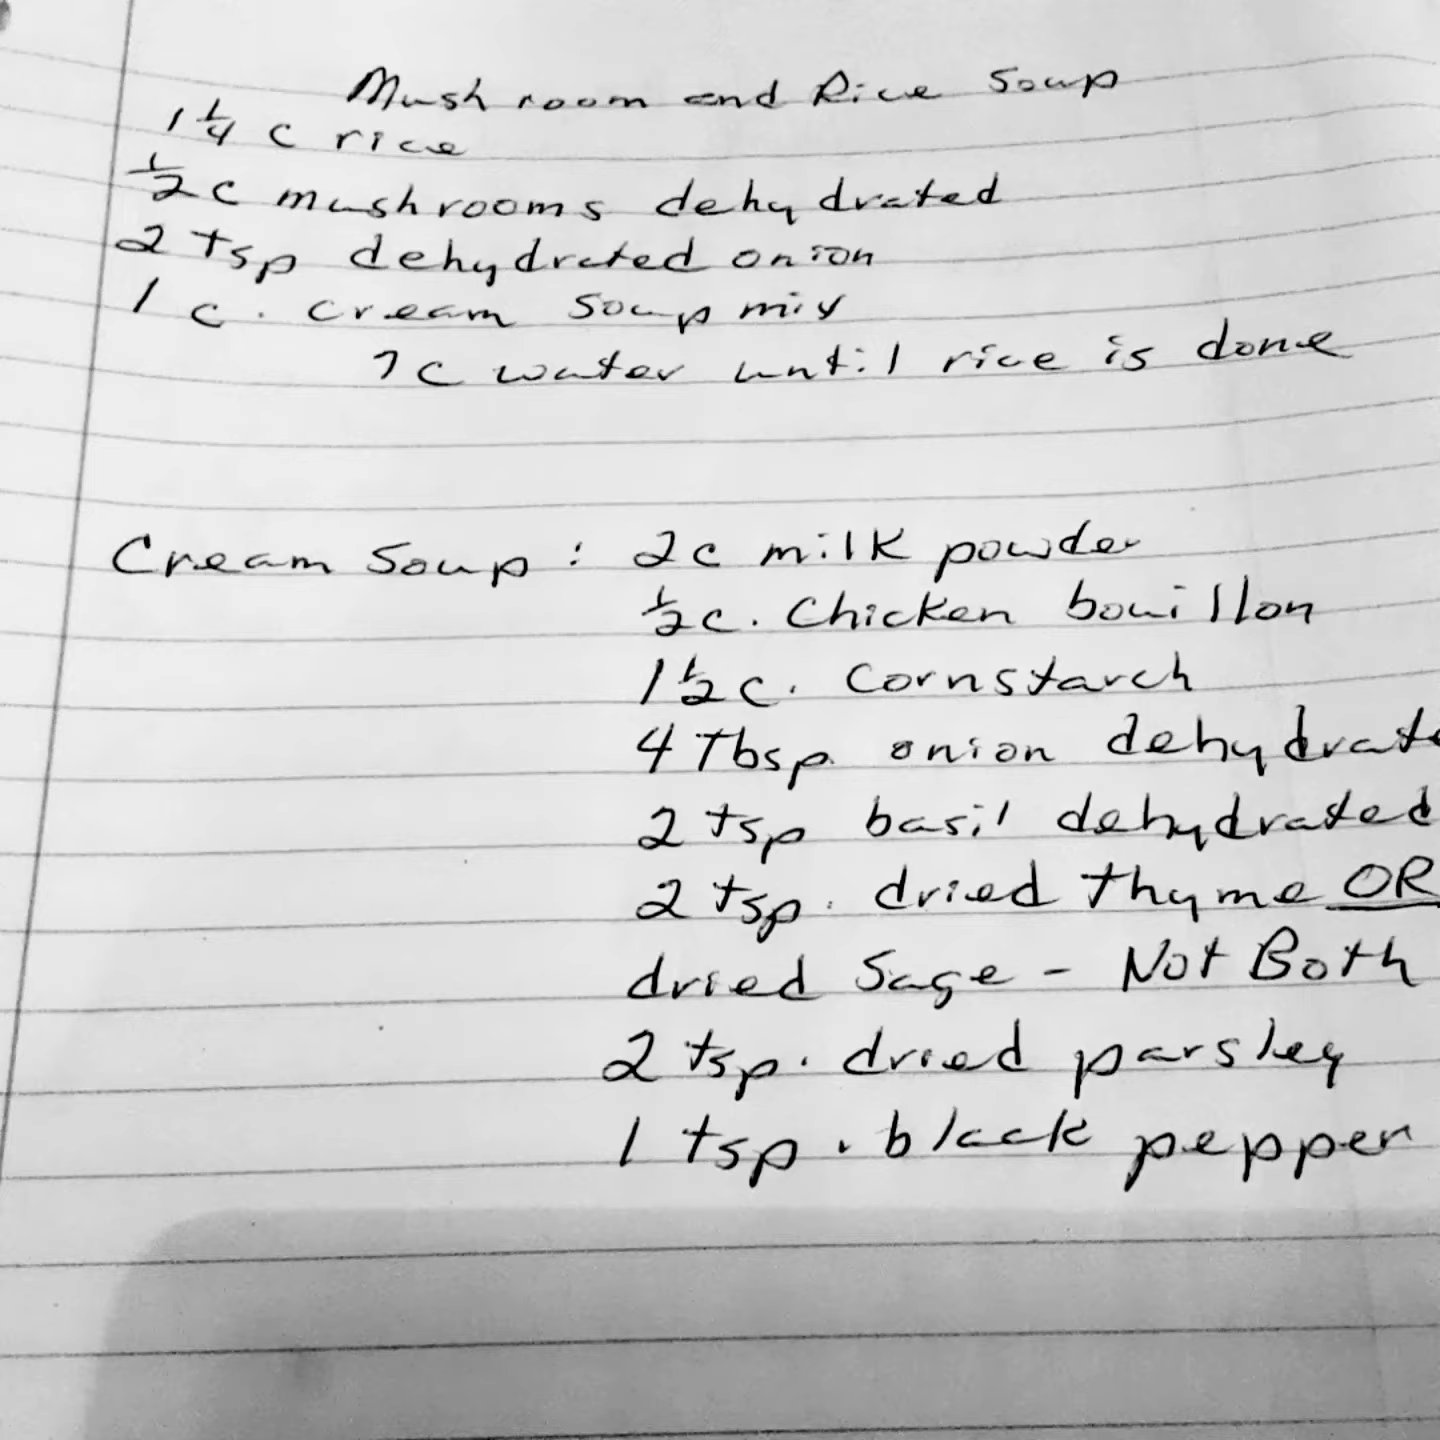 Mushroom and Rice Soup
1 1/4 c rice
1/2 c mushrooms dehydrated
2 tsp dehydrated onion
1 c. cream soup mix
7c water until rice is done
Cream Soup : 2c milk powder
1/2 c. Chicken bouillon
1 1/2 c. Cornstarch
4 Tbsp onion dehydrate
2 tsp basil dehydrated
2 tsp. dried thyme OR
dried Sage - Not Both
2 tsp. dried parsley
1 tsp. black pepper